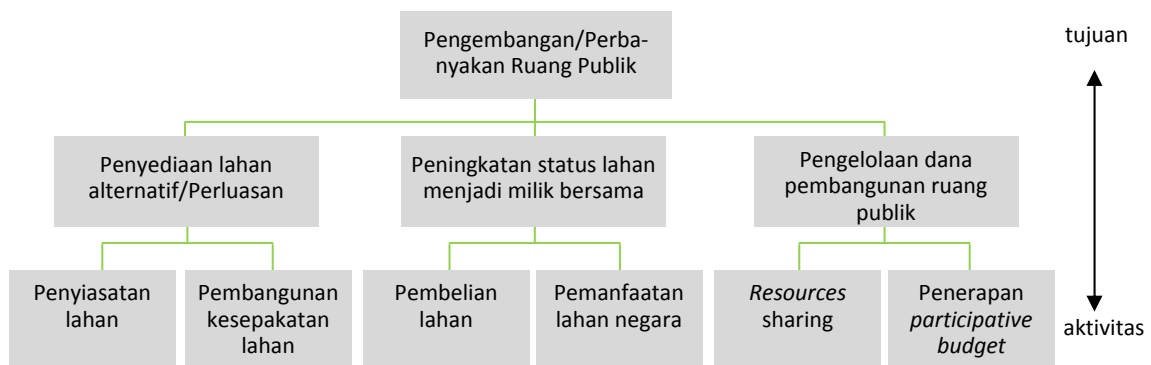 Pengembangan/Perba-
nyakan Ruang Publik
tujuan
Penyediaan lahan
alternatif/Perluasan
Peningkatan status lahan
menjadi milik bersama
Pengelolaan dana
pembangunan ruang
publik
Penyiasatan
lahan
Pembangunan
kesepakatan
lahan
Pembelian
lahan
Pemanfaatan
lahan negara
Resources
sharing
Penerapan
participative
budget
aktivitas